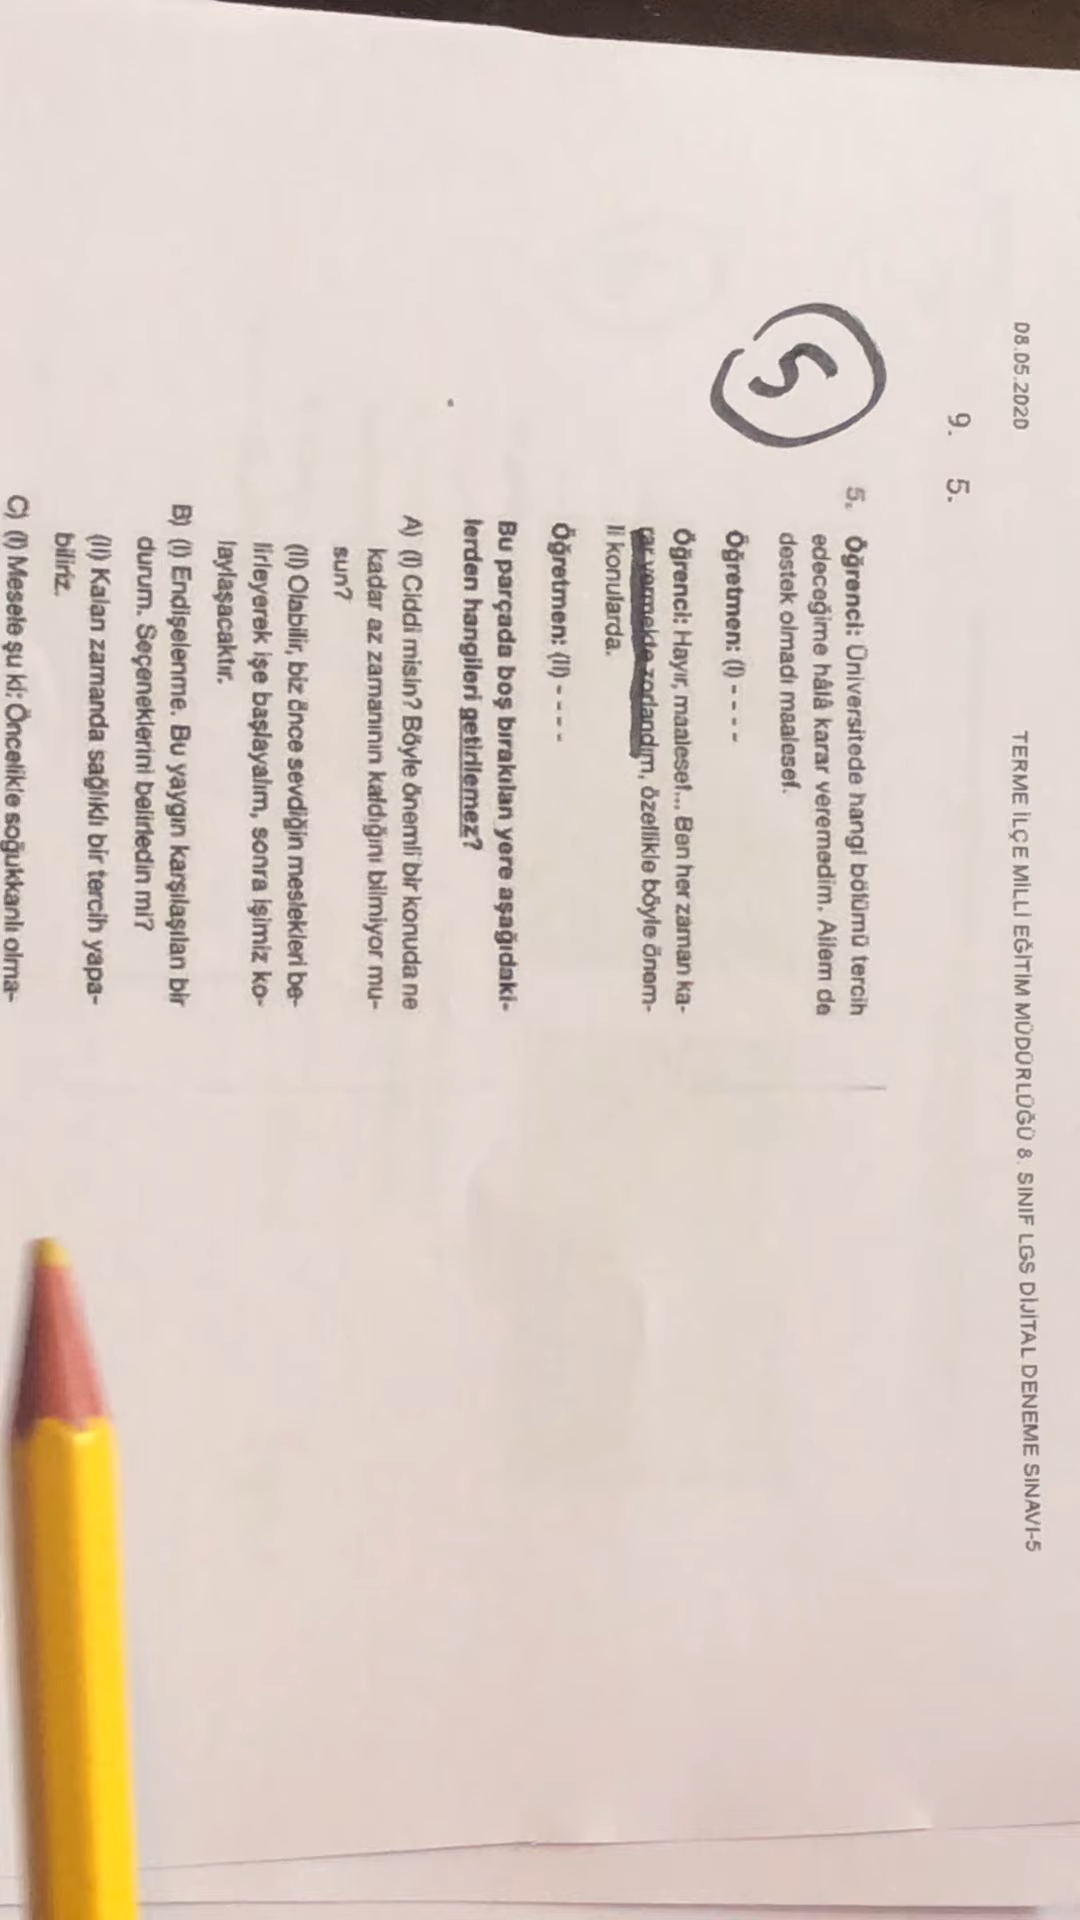 08.05.2020 TERME İLÇE MİLLİ EĞİTİM MÜDÜRLÜĞÜ 8. SINIF LGS DİJİTAL DENEME SINAVI-5
9. 5.
5
5. Öğrenci: Üniversitede hangi bölümü tercih
edeceğime hâlâ karar veremedim. Ailem de
destek olmadı maalesef.
Öğretmen: (I) - - - -
Öğrenci: Hayır, maalesef... Ben her zaman ka-
rar vermekte zorlandım, özellikle böyle önem-
li konularda.
Öğretmen: (II) - - - -
Bu parçada boş bırakılan yere aşağıdaki-
lerden hangileri getirilemez?
A) (I) Ciddi misin? Böyle önemli bir konuda ne
kadar az zamanının kaldığını bilmiyor mu-
sun?
(II) Olabilir, biz önce sevdiğin meslekleri be-
lirleyerek işe başlayalım, sonra işimiz ko-
laylaşacaktır.
B) (I) Endişelenme. Bu yaygın karşılaşılan bir
durum. Seçeneklerini belirledin mi?
(II) Kalan zamanda sağlıklı bir tercih yapa-
biliriz.
C) (I) Mesele şu ki: Öncelikle soğukkanlı olma-